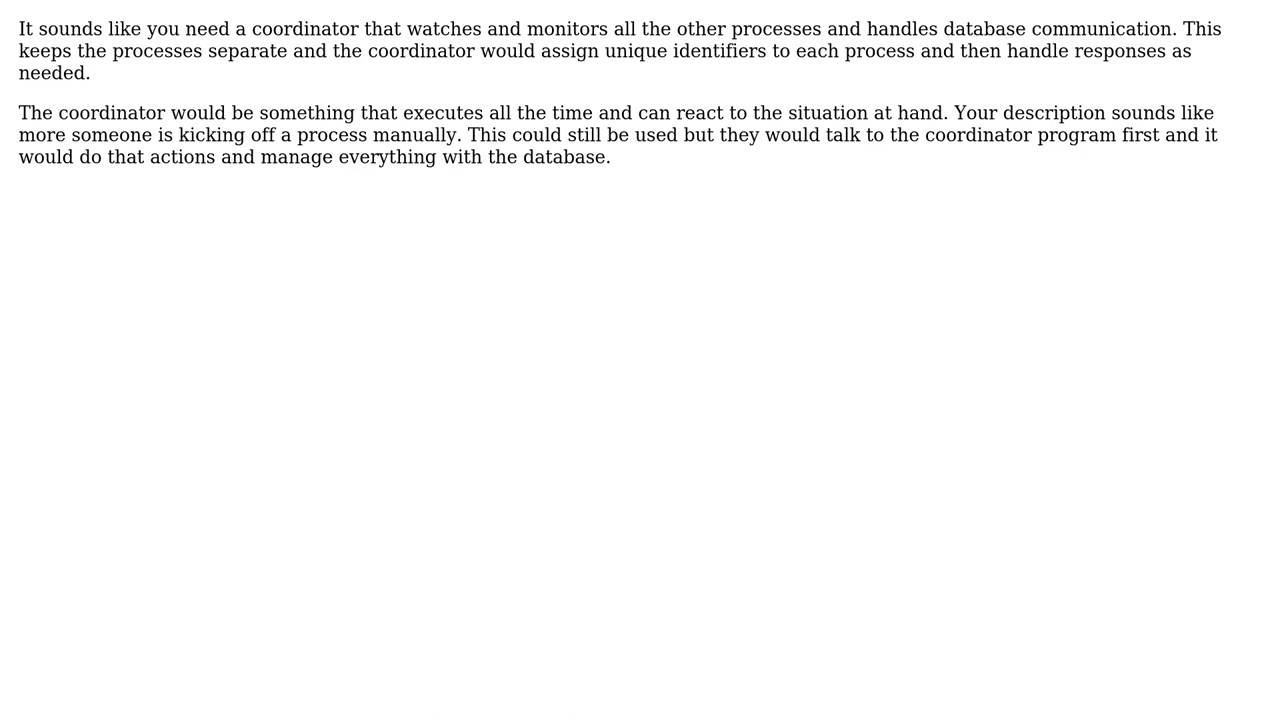 It sounds like you need a coordinator that watches and monitors all the other processes and handles database communication. This
keeps the processes separate and the coordinator would assign unique identifiers to each process and then handle responses as
needed.
The coordinator would be something that executes all the time and can react to the situation at hand. Your description sounds like
more someone is kicking off a process manually. This could still be used but they would talk to the coordinator program first and it
would do that actions and manage everything with the database.